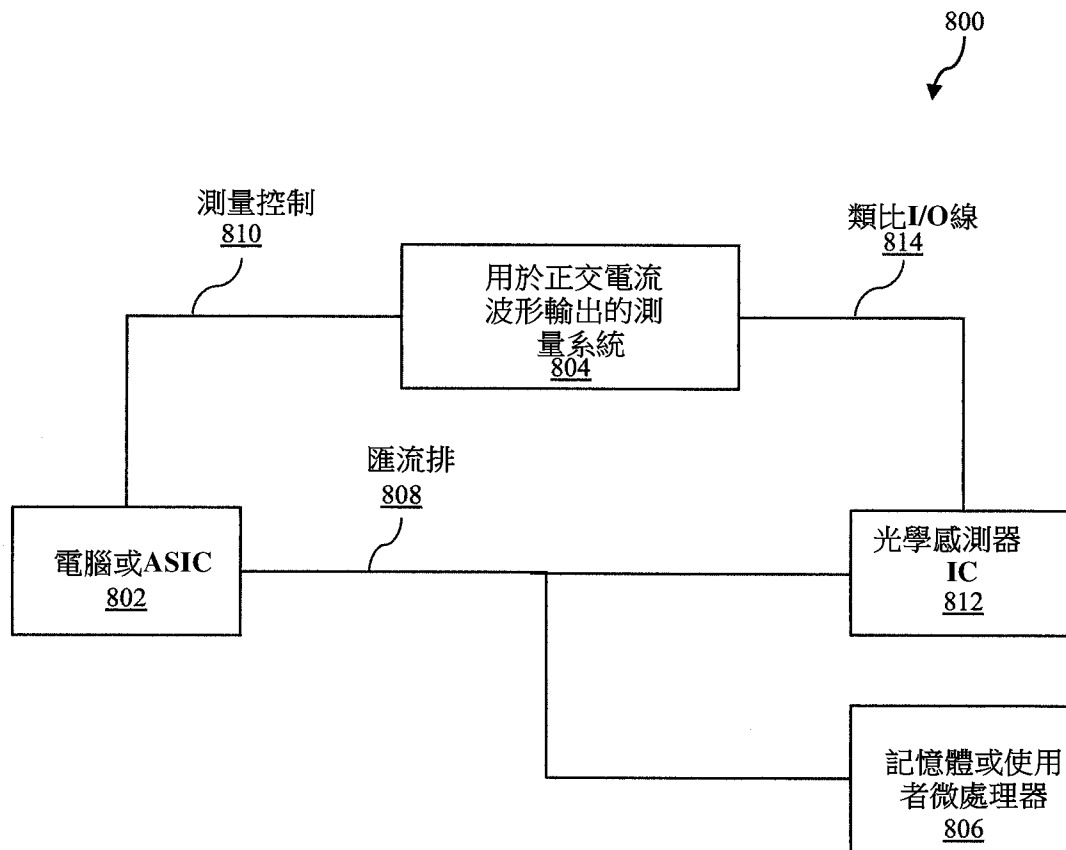 800
測量控制
810
類比I/O線
814
用於正交電流
波形輸出的測
量系統
804
匯流排
808
電腦或ASIC
802
光學感測器
IC
812
記憶體或使用
者微處理器
806